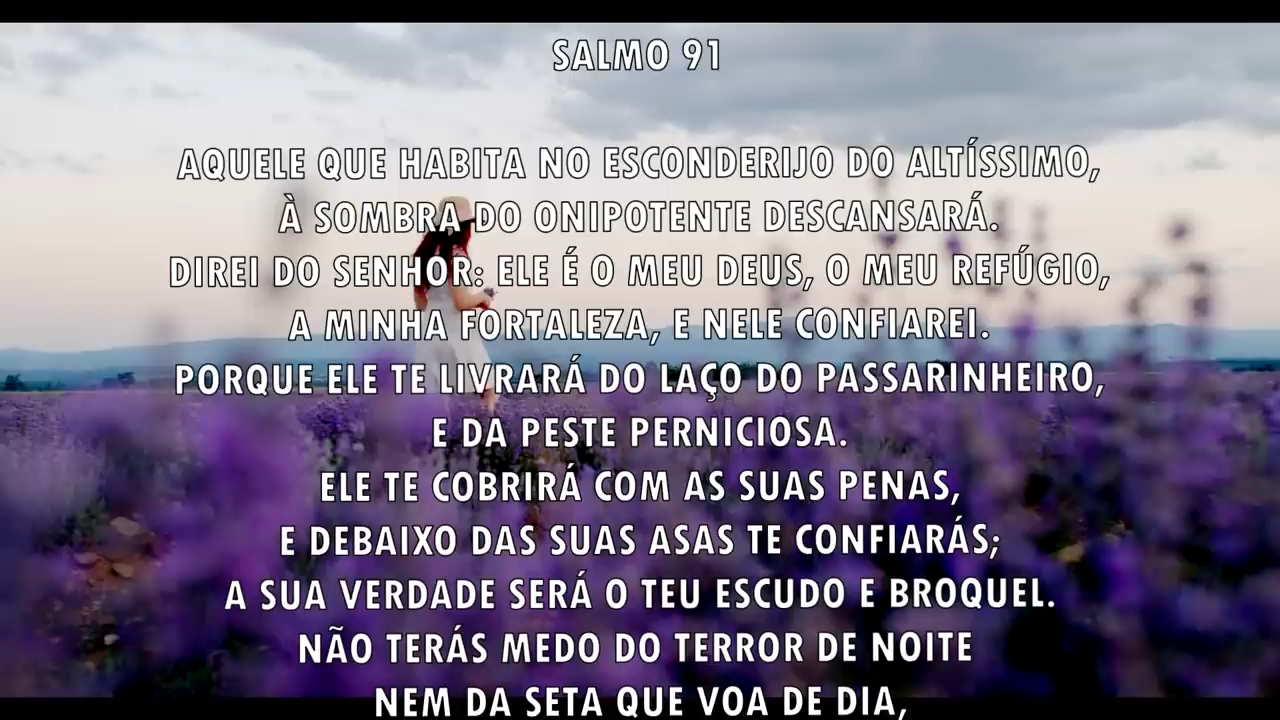 SALMO 91
AQUELE QUE HABITA NO ESCONDERIJO DO ALTÍSSIMO,
À SOMBRA DO ONIPOTENTE DESCANSARÁ.
DIREI DO SENHOR: ELE É O MEU DEUS, O MEU REFÚGIO,
A MINHA FORTALEZA, E NELE CONFIAREI.
PORQUE ELE TE LIVRARÁ DO LAÇO DO PASSARINHEIRO,
E DA PESTE PERNICIOSA.
ELE TE COBRIRÁ COM AS SUAS PENAS,
E DEBAIXO DAS SUAS ASAS TE CONFIARÁS;
A SUA VERDADE SERÁ O TEU ESCUDO E BROQUEL.
NÃO TERÁS MEDO DO TERROR DE NOITE
NEM DA SETA QUE VOA DE DIA,